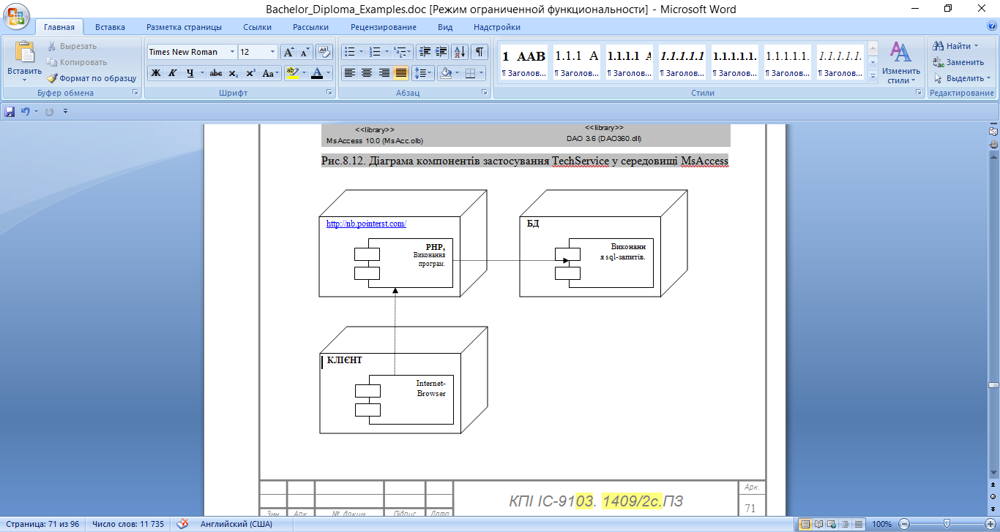 Bachelor_Diploma_Examples.doc [Режим ограниченной функциональности] - Microsoft Word
Главная Вставка Разметка страницы Ссылки Рассылки Рецензирование Вид Надстройки
Вставить
Вырезать
Копировать
Формат по образцу
Буфер обмена
Times New Roman 12
Ж К Ч abc x₂ x² Aa ab A
Шрифт
АЯ ¶
Абзац
1 AAB 1.1.1 A 1.1.1.1 A 1.1.1.1.1 1.1.1.1.1. 1.1.1.1.1. 1.1.1.1.1.
¶ Заголов... ¶ Заголов... ¶ Заголов... ¶ Заголов... ¶ Заголов... ¶ Заголов... ¶ Заголов...
Изменить
стили
Стили
Найти
Заменить
Выделить
Редактирование
<<library>>
MsAccess 10.0 (MsAcc.olb)
<<library>>
DAO 3.6 (DAO360.dll)
Рис.8.12. Діаграма компонентів застосування TechService у середовищі MsAccess
http://nb.pointerst.com/
PHP,
Виконання
програм.
БД
Виконанн
я sql-запитів.
КЛІЄНТ
Internet-
Browser
КПІ ІС-9103. 1409/2с.ПЗ
Арк.
71
Змн. Арк. № докум. Підпис Дата
Страница: 71 из 96 Число слов: 11 735 Английский (США) 100%